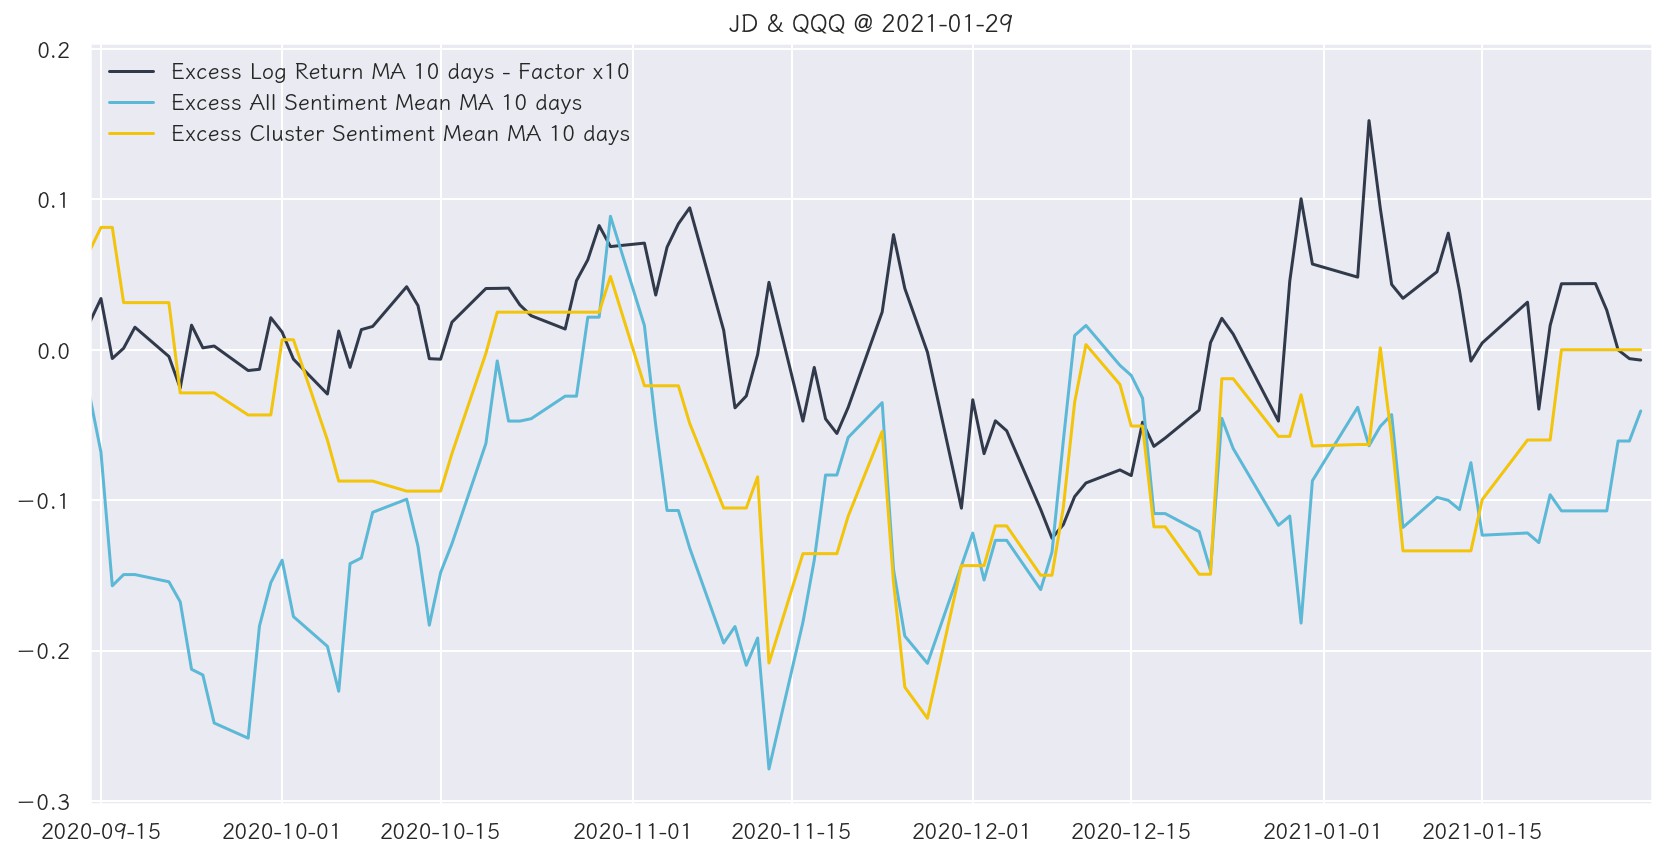 JD & QQQ @ 2021-01-29
Excess Log Return MA 10 days - Factor x10
Excess All Sentiment Mean MA 10 days
Excess Cluster Sentiment Mean MA 10 days
0.2
0.1
0.0
−0.1
−0.2
−0.3
2020-09-15 2020-10-01 2020-10-15 2020-11-01 2020-11-15 2020-12-01 2020-12-15 2021-01-01 2021-01-15